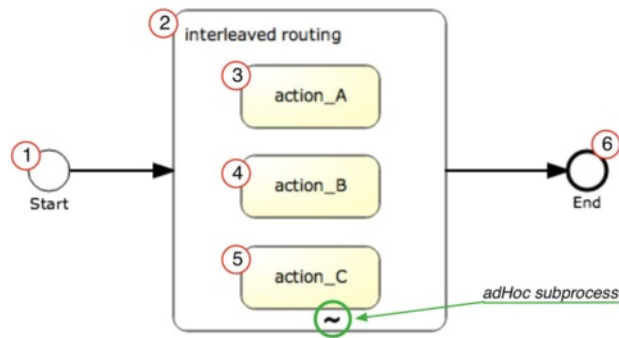 2
interleaved routing
3
action_A
1
Start
4
action_B
6
End
5
action_C
~
adHoc subprocess